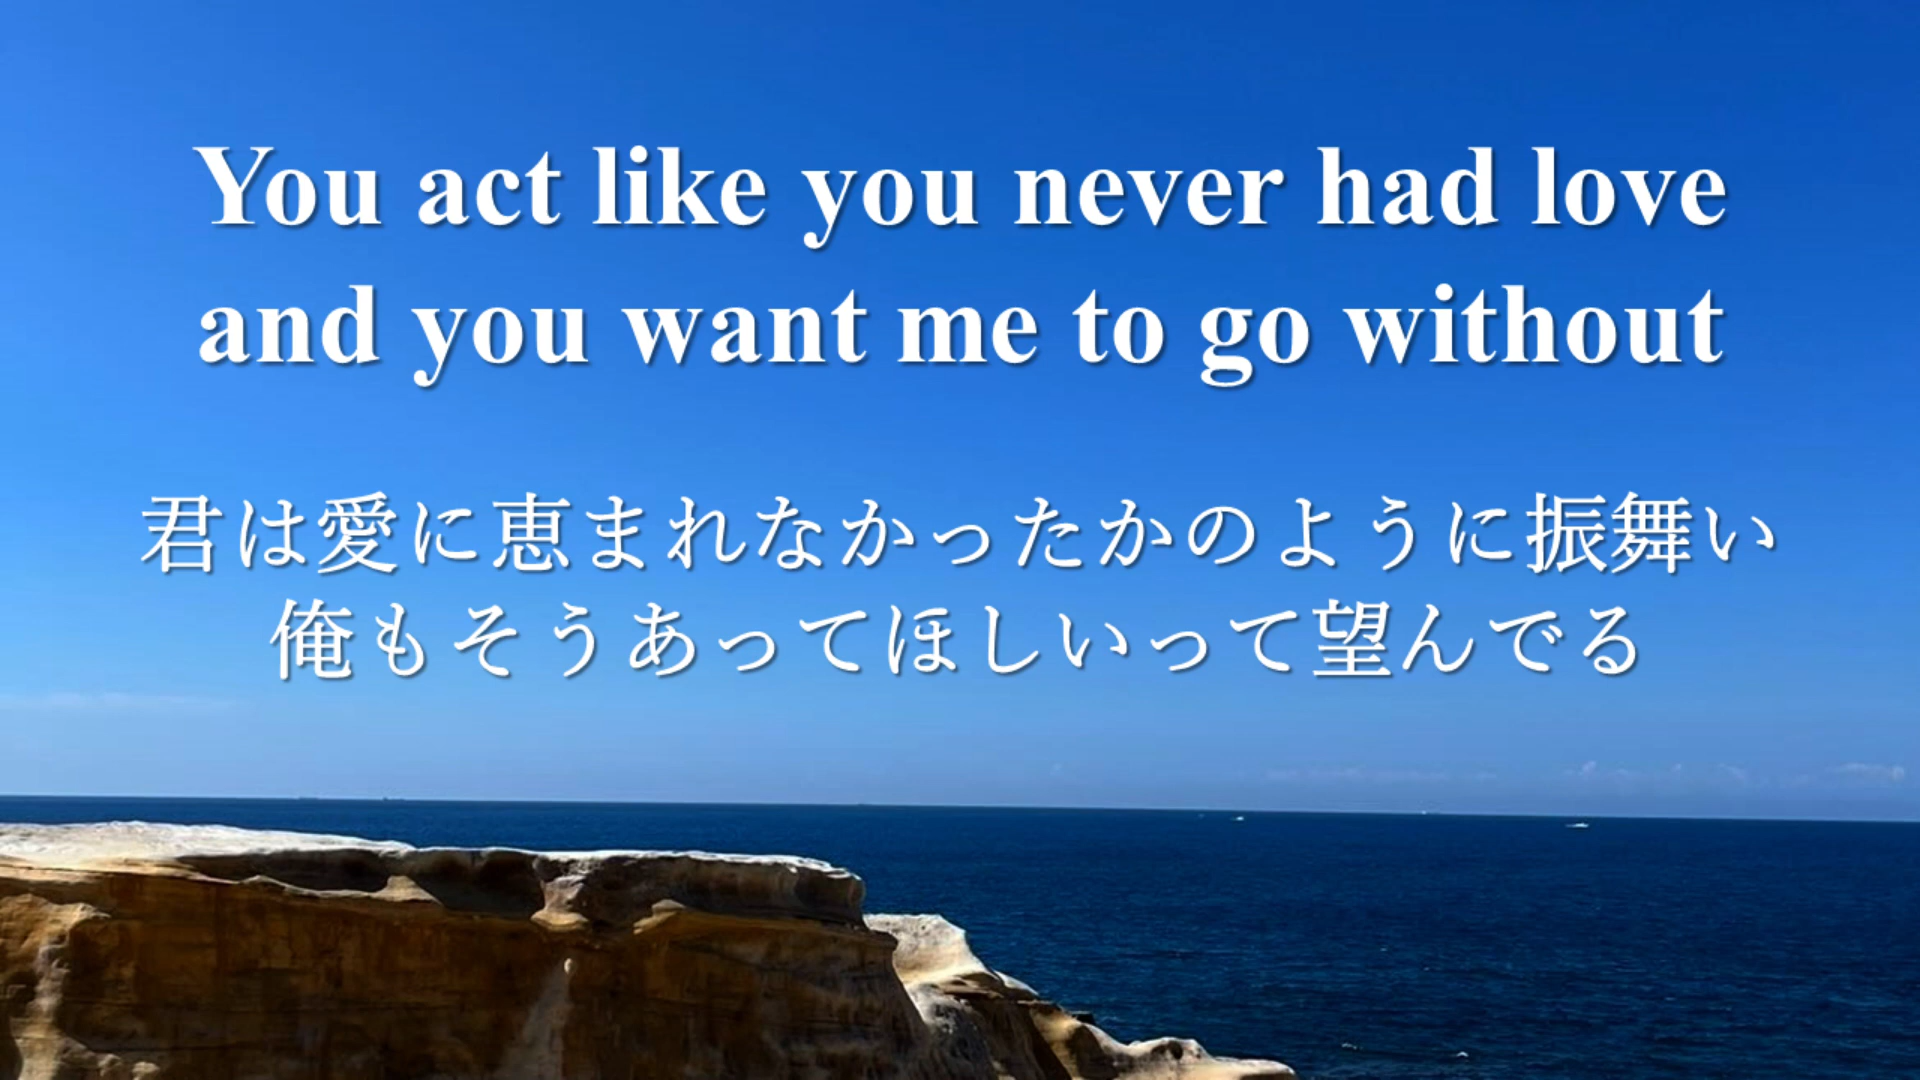 You act like you never had love
and you want me to go without
君は愛に恵まれなかったかのように振舞い
俺もそうあってほしいって望んでる